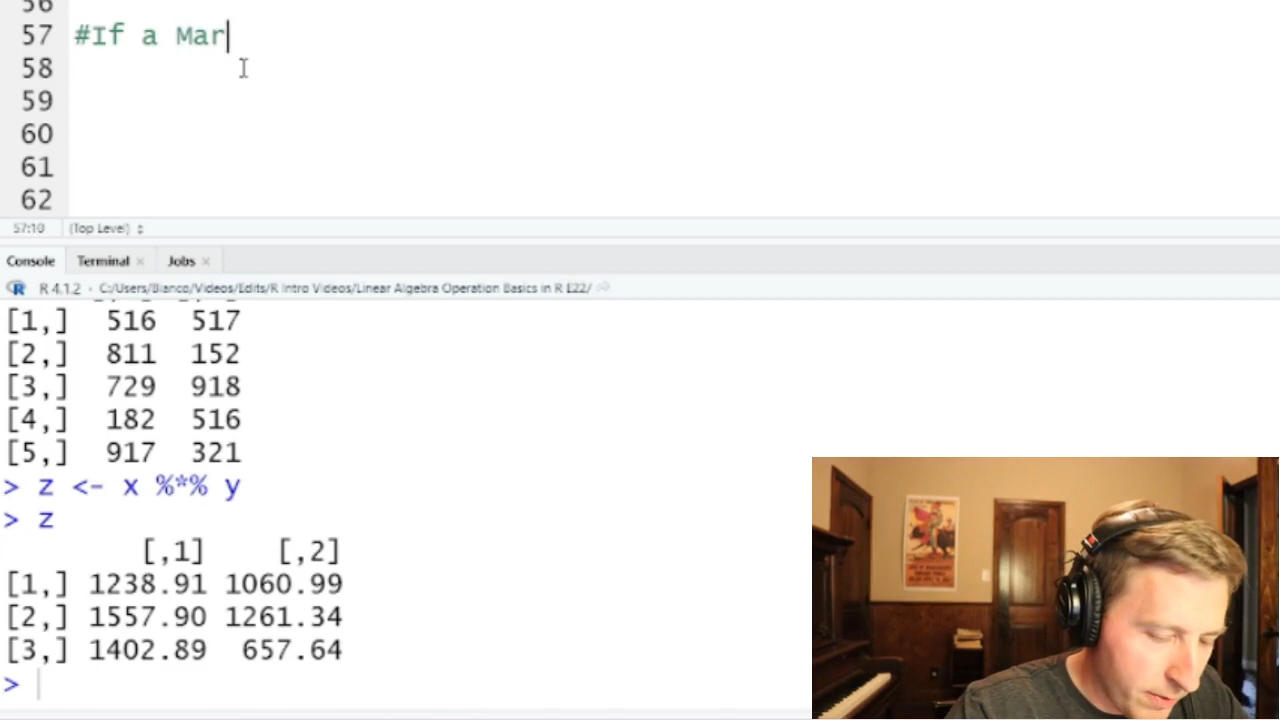 56
57 #If a Mar
58
59
60
61
62
57:10 (Top Level)
Console Terminal × Jobs ×
R 4.1.2 · C:/Users/Bianco/Videos/Edits/R Intro Videos/Linear Algebra Operation Basics in R E22/
[1,] 516 517
[2,] 811 152
[3,] 729 918
[4,] 182 516
[5,] 917 321
> z <- x %*% y
> z
[,1] [,2]
[1,] 1238.91 1060.99
[2,] 1557.90 1261.34
[3,] 1402.89 657.64
>